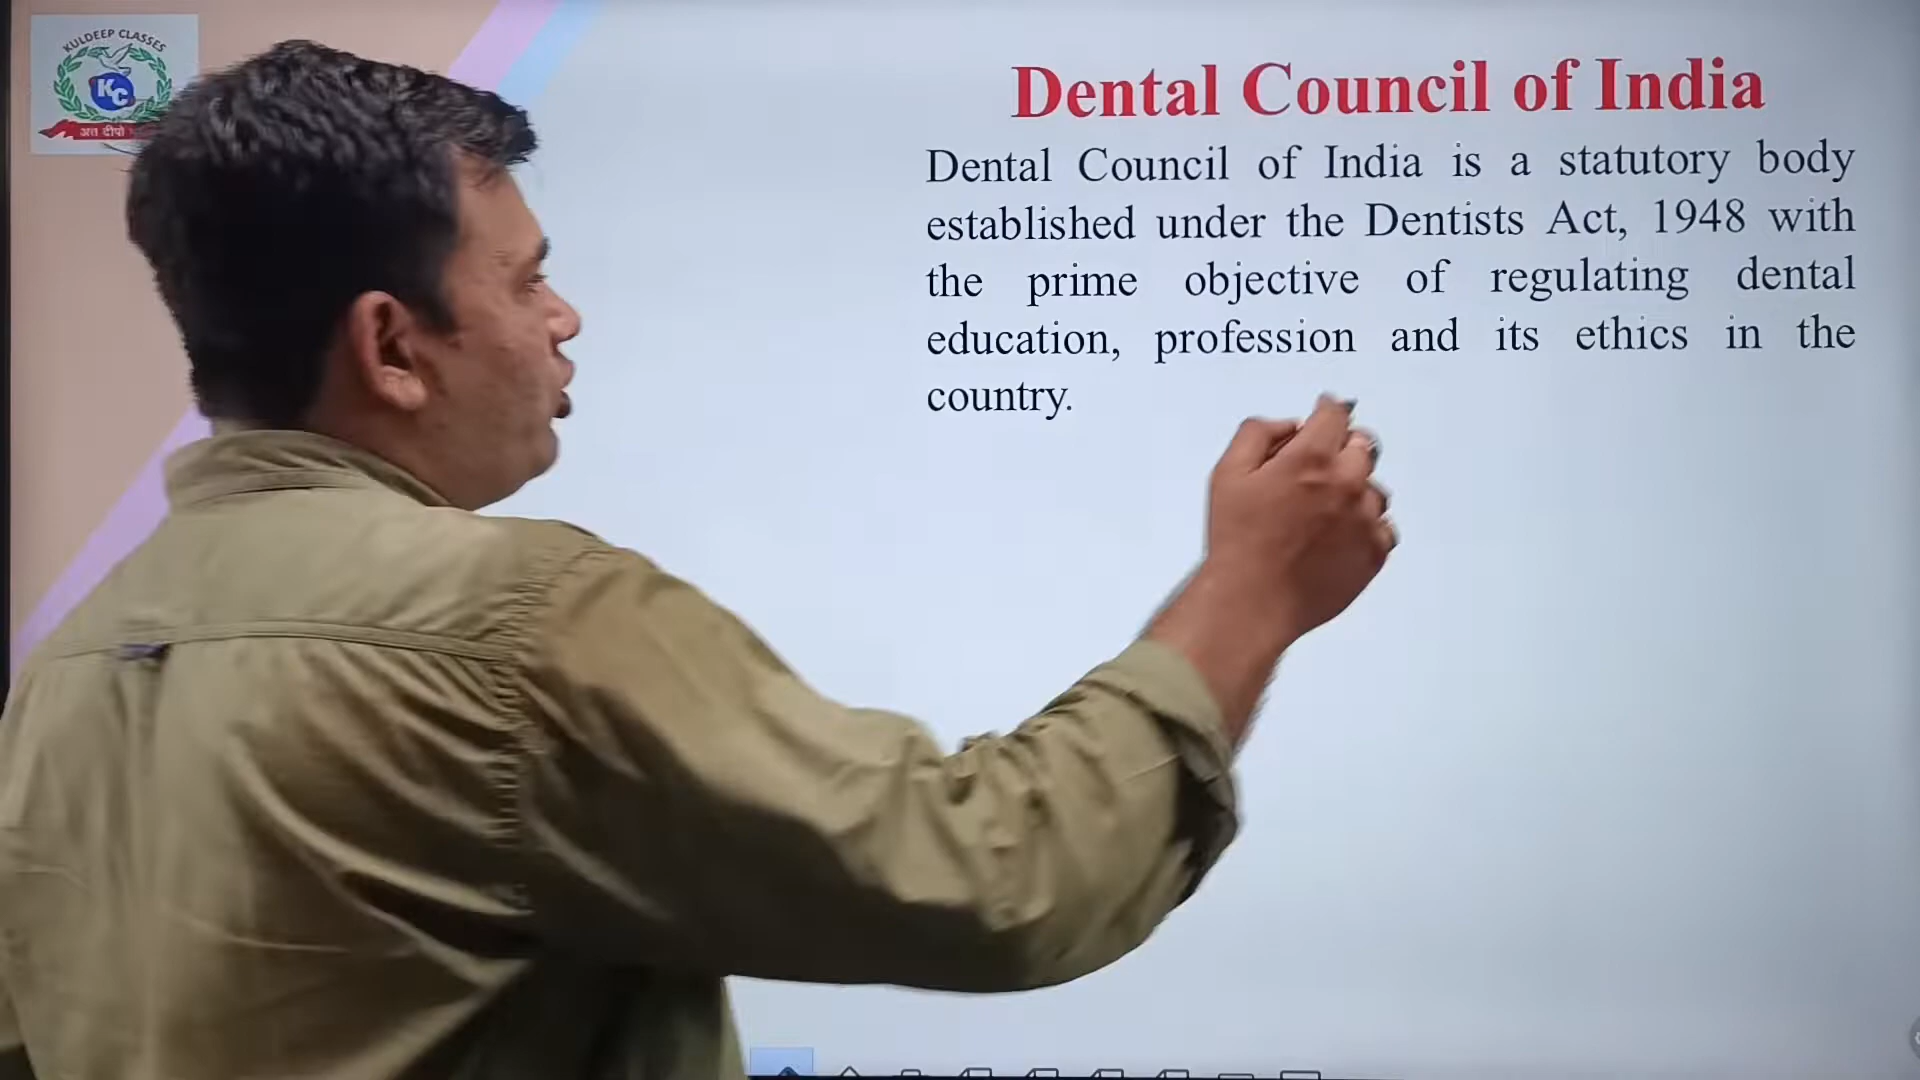 KULDEEP CLASSES
KC
अत्त दीपो
Dental Council of India
Dental Council of India is a statutory body
established under the Dentists Act, 1948 with
the prime objective of regulating dental
education, profession and its ethics in the
country.